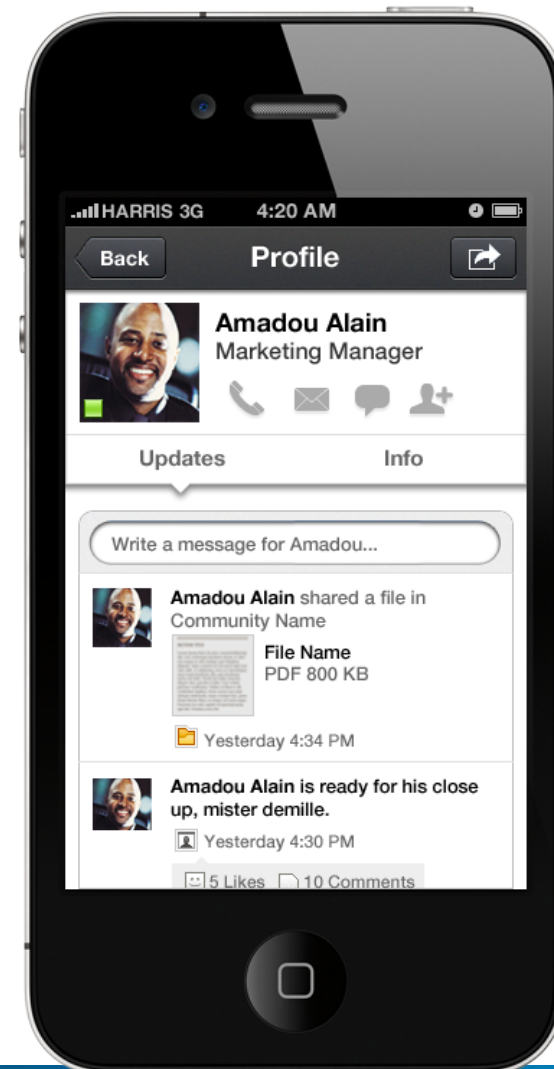 HARRIS 3G 4:20 AM
Back Profile
Amadou Alain
Marketing Manager
Updates Info
Write a message for Amadou...
Amadou Alain shared a file in
Community Name
File Name
PDF 800 KB
Yesterday 4:34 PM
Amadou Alain is ready for his close
up, mister demille.
Yesterday 4:30 PM
5 Likes 10 Comments